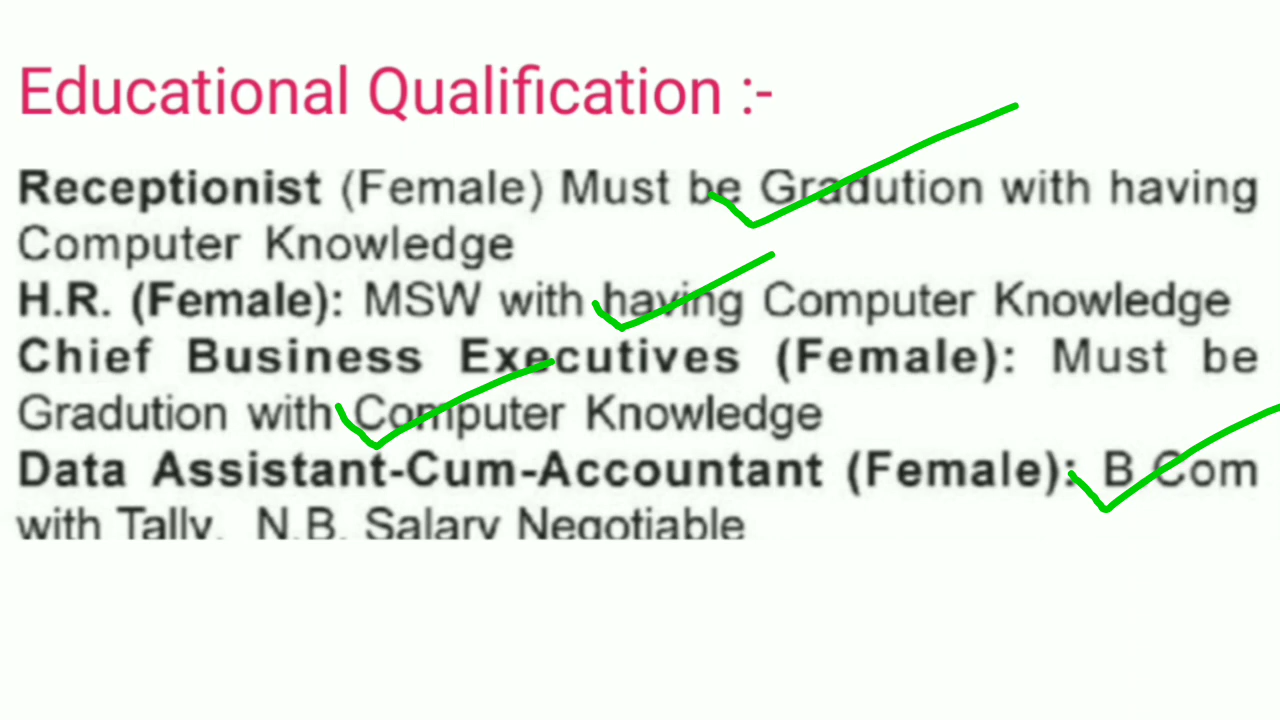 Educational Qualification :-
Receptionist (Female) Must be Gradution with having
Computer Knowledge
H.R. (Female): MSW with having Computer Knowledge
Chief Business Executives (Female): Must be
Gradution with Computer Knowledge
Data Assistant-Cum-Accountant (Female): B Com
with Tally. N.B. Salary Negotiable